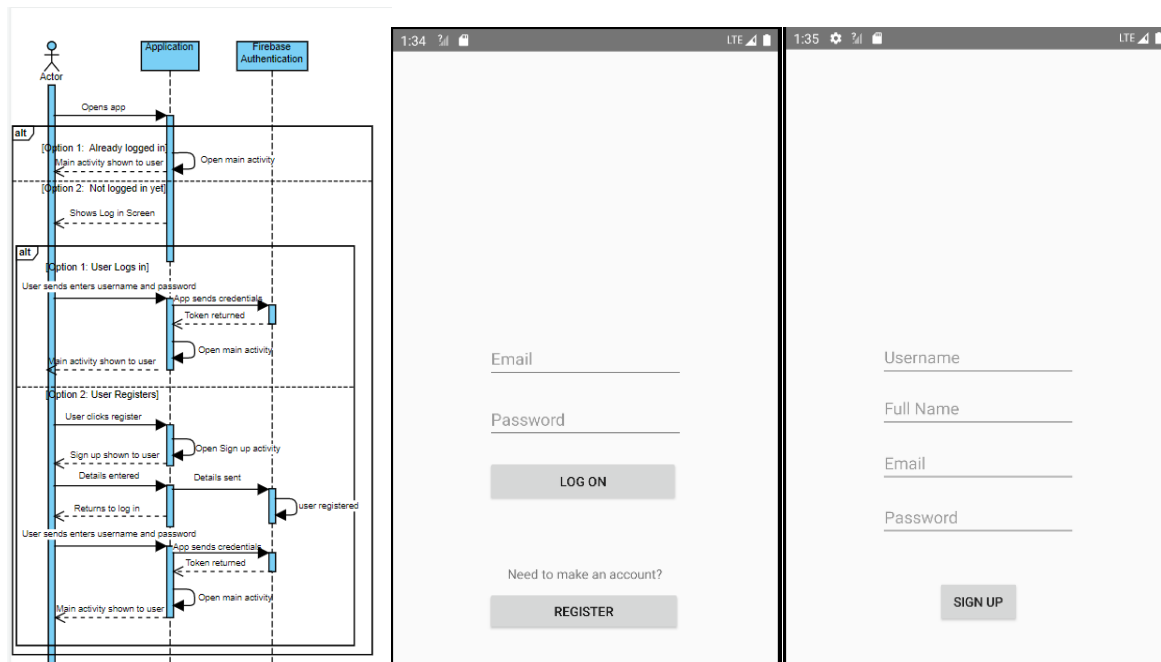 Actor
Application
Firebase
Authentication
Opens app
alt
[Option 1: Already logged in]
Main activity shown to user
Open main activity
[Option 2: Not logged in yet]
Shows Log in Screen
alt
[Option 1: User Logs in]
User sends enters username and password
App sends credentials
Token returned
Open main activity
Main activity shown to user
[Option 2: User Registers]
User clicks register
Open Sign up activity
Sign up shown to user
Details entered
Details sent
user registered
Returns to log in
User sends enters username and password
App sends credentials
Token returned
Open main activity
Main activity shown to user
1:34
LTE
Email
Password
LOG ON
Need to make an account?
REGISTER
1:35
LTE
Username
Full Name
Email
Password
SIGN UP